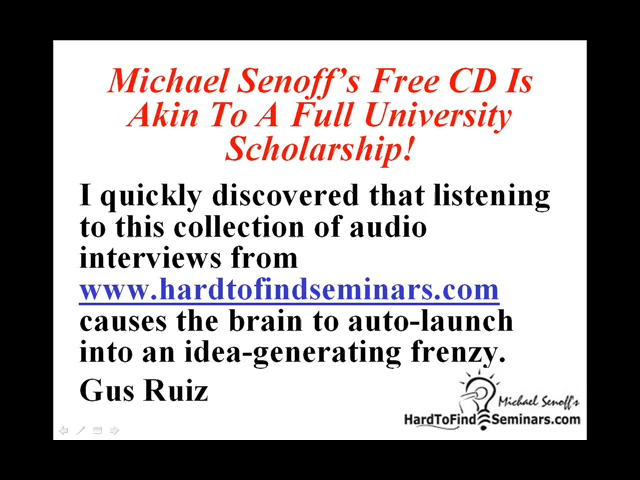 Michael Senoff's Free CD Is
Akin To A Full University
Scholarship!
I quickly discovered that listening
to this collection of audio
interviews from
www.hardtofindseminars.com
causes the brain to auto-launch
into an idea-generating frenzy.
Gus Ruiz
Michael Senoff's
HardToFindSeminars.com